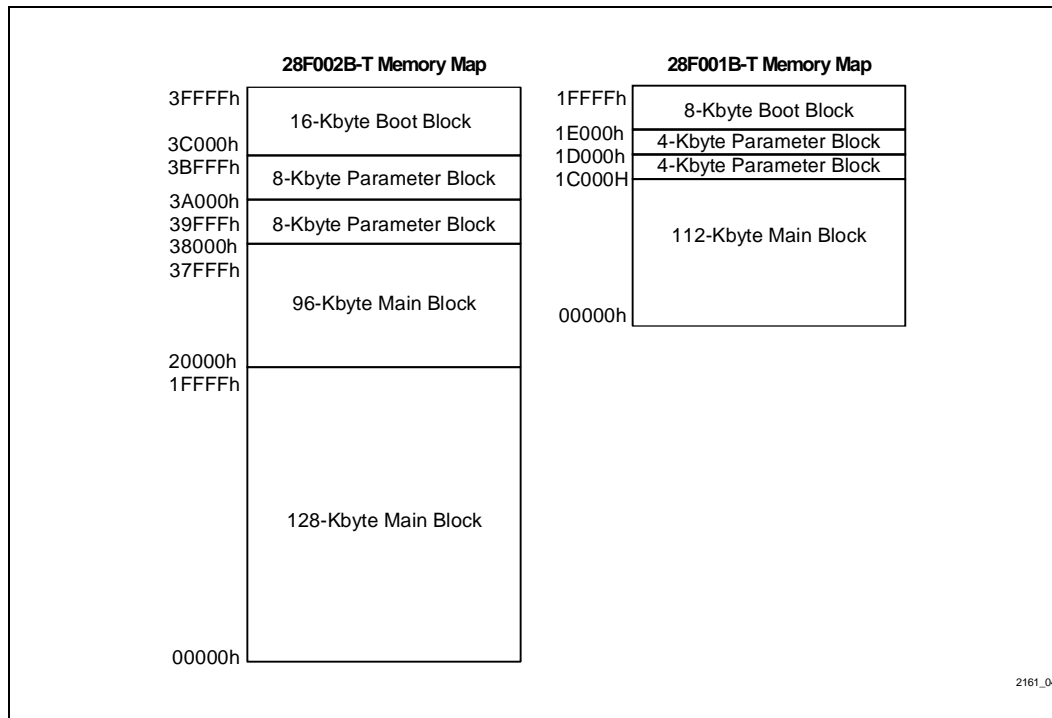 28F002B-T Memory Map
3FFFFh
16-Kbyte Boot Block
3C000h
3BFFFh
8-Kbyte Parameter Block
3A000h
39FFFh
8-Kbyte Parameter Block
38000h
37FFFh
96-Kbyte Main Block
20000h
1FFFFh
128-Kbyte Main Block
00000h
28F001B-T Memory Map
1FFFFh
8-Kbyte Boot Block
1E000h
4-Kbyte Parameter Block
1D000h
4-Kbyte Parameter Block
1C000H
112-Kbyte Main Block
00000h